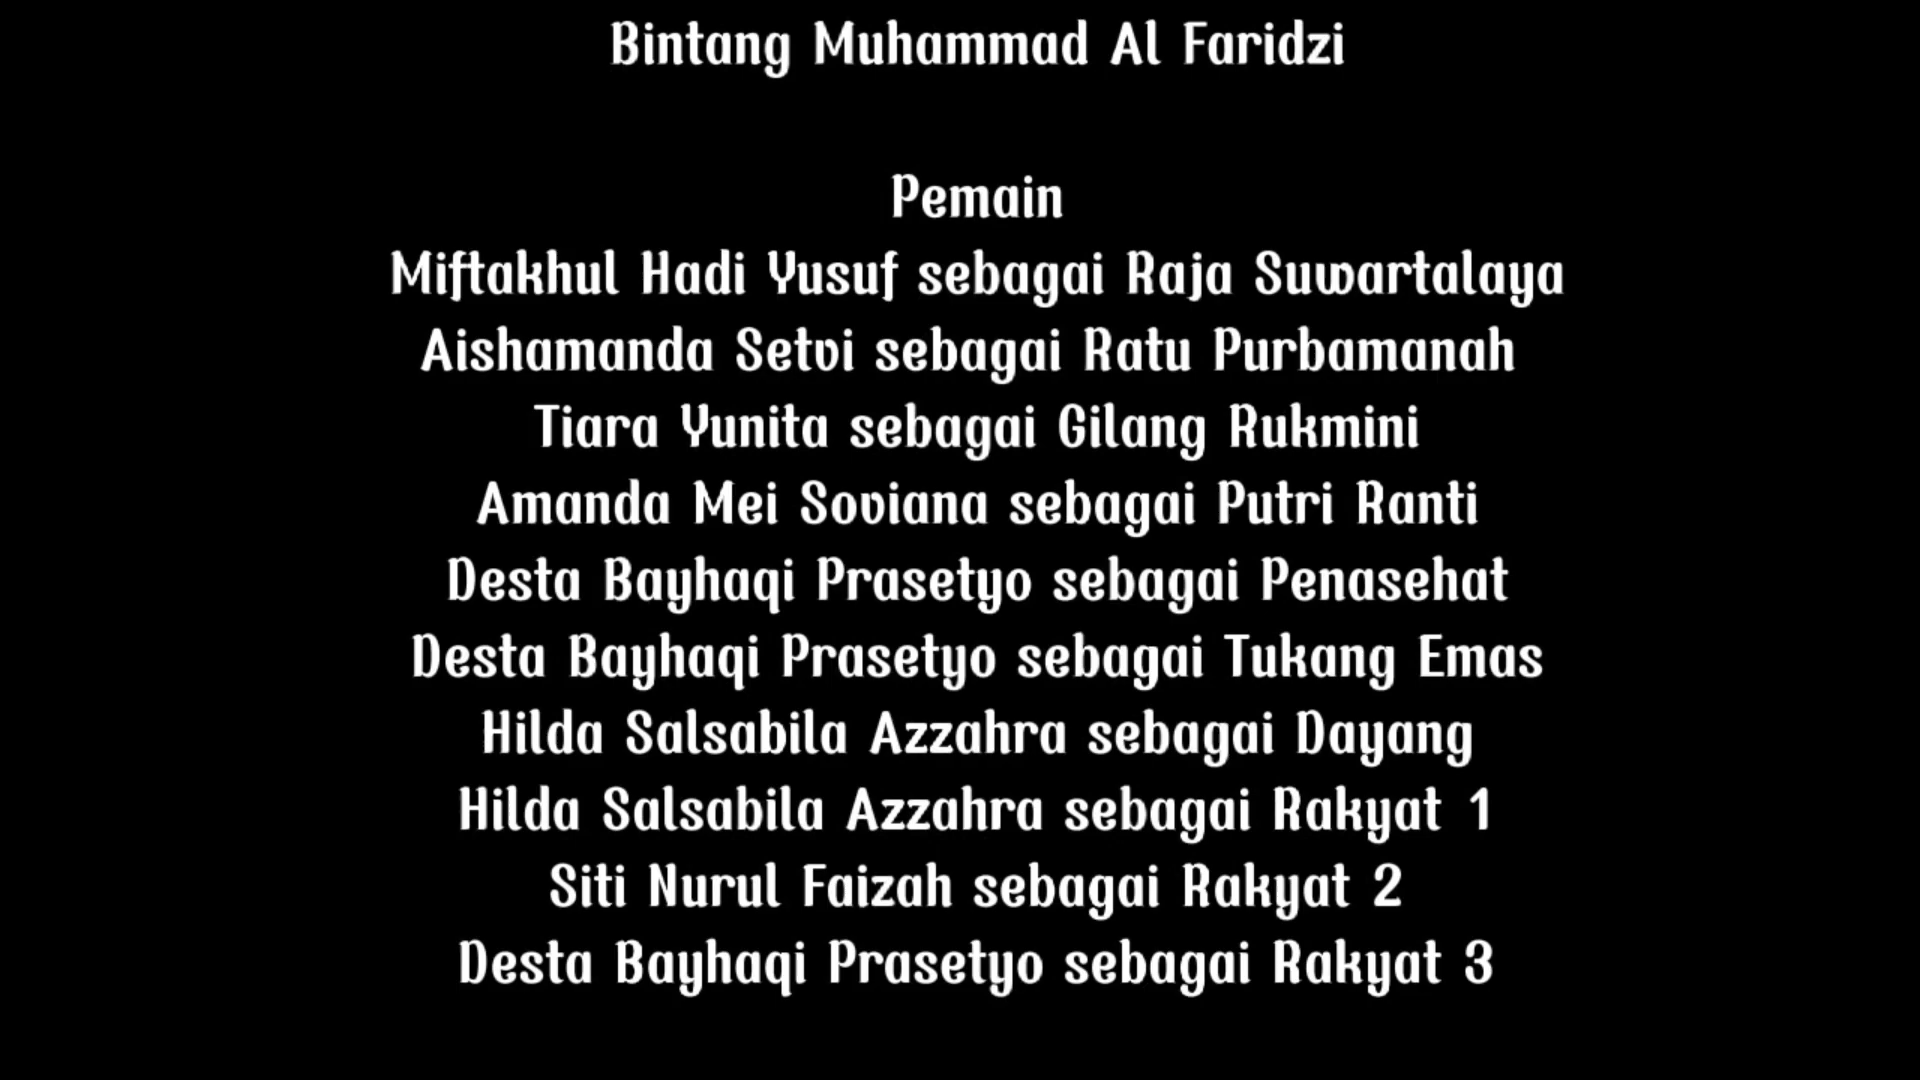 Bintang Muhammad Al Faridzi
Pemain
Miftakhul Hadi Yusuf sebagai Raja Suwartalaya
Aishamanda Setvi sebagai Ratu Purbamanah
Tiara Yunita sebagai Gilang Rukmini
Amanda Mei Soviana sebagai Putri Ranti
Desta Bayhaqi Prasetyo sebagai Penasehat
Desta Bayhaqi Prasetyo sebagai Tukang Emas
Hilda Salsabila Azzahra sebagai Dayang
Hilda Salsabila Azzahra sebagai Rakyat 1
Siti Nurul Faizah sebagai Rakyat 2
Desta Bayhaqi Prasetyo sebagai Rakyat 3